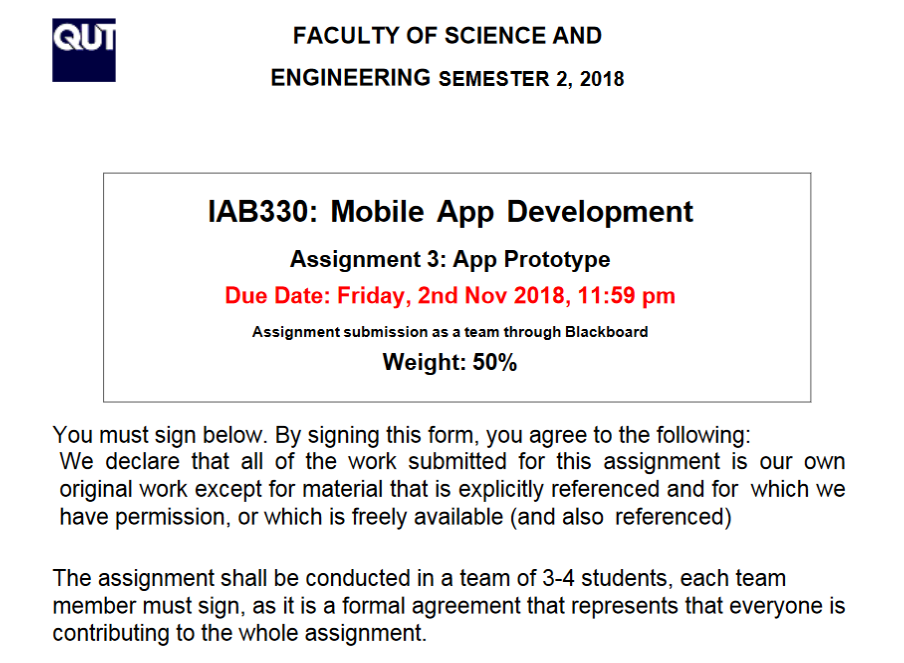 QUT
FACULTY OF SCIENCE AND
ENGINEERING SEMESTER 2, 2018
IAB330: Mobile App Development
Assignment 3: App Prototype
Due Date: Friday, 2nd Nov 2018, 11:59 pm
Assignment submission as a team through Blackboard
Weight: 50%
You must sign below. By signing this form, you agree to the following:
We declare that all of the work submitted for this assignment is our own
original work except for material that is explicitly referenced and for which we
have permission, or which is freely available (and also referenced)
The assignment shall be conducted in a team of 3-4 students, each team
member must sign, as it is a formal agreement that represents that everyone is
contributing to the whole assignment.